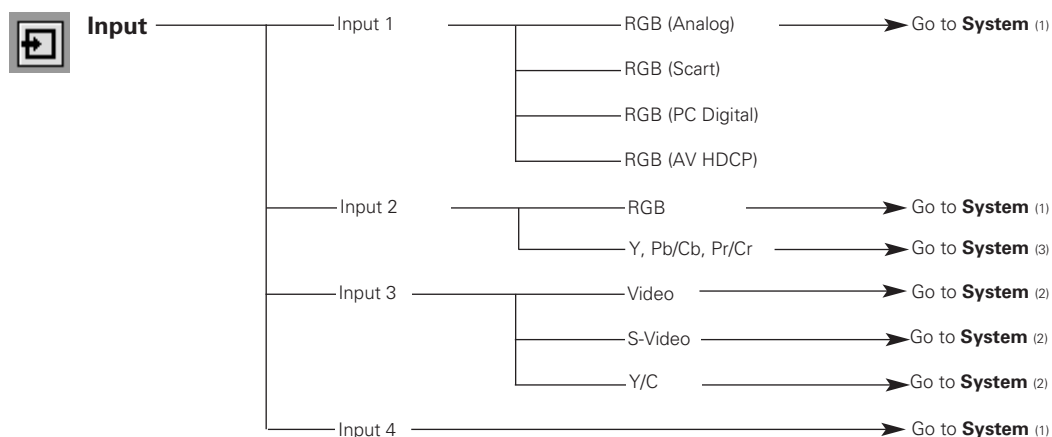 Input
Input 1
RGB (Analog)
Go to System (1)
RGB (Scart)
RGB (PC Digital)
RGB (AV HDCP)
Input 2
RGB
Go to System (1)
Y, Pb/Cb, Pr/Cr
Go to System (3)
Input 3
Video
Go to System (2)
S-Video
Go to System (2)
Y/C
Go to System (2)
Input 4
Go to System (1)